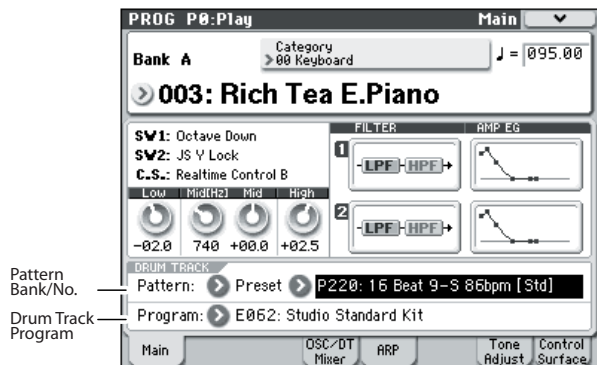 PROG P0:Play Main
Bank A
Category
00 Keyboard
♩ = 095.00
003: Rich Tea E.Piano
SW1: Octave Down
SW2: JS Y Lock
C.S.: Realtime Control B
FILTER
AMP EG
1
LPF HPF
Low Mid[Hz] Mid High
-02.0 740 +00.0 +02.5
2
LPF HPF
DRUM TRACK
Pattern Bank/No.
Pattern: Preset P220: 16 Beat 9-S 86bpm [Std]
Drum Track Program
Program: E062: Studio Standard Kit
Main
OSC/DT Mixer
ARP
Tone Adjust
Control Surface